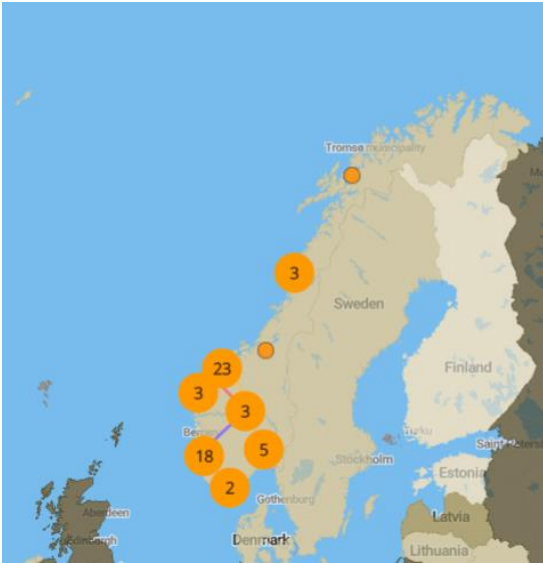 Tromsø municipality
3
Sweden
23
Finland
3
3
Turku
18
5
Saint Petersburg
Stockholm
Estonia
2
Gothenburg
Aberdeen
Latvia
Edinburgh
Denmark
Lithuania